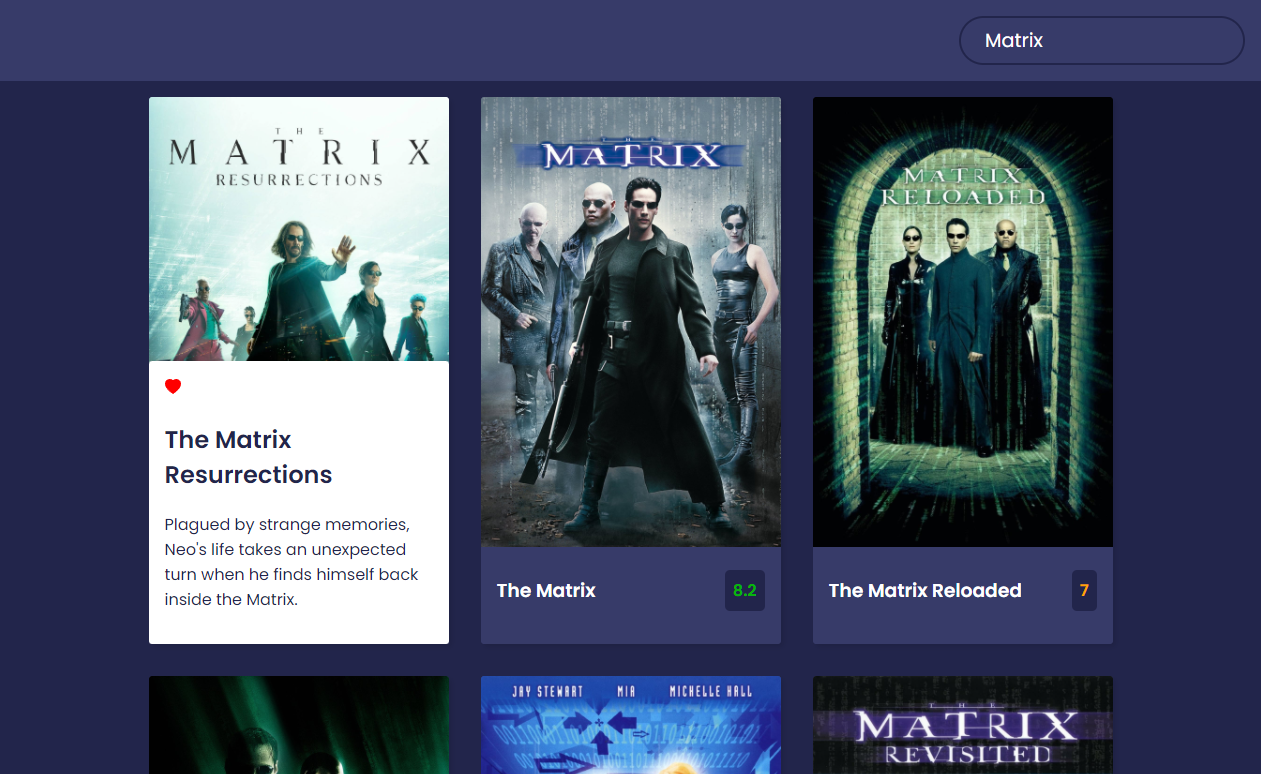 Matrix
THE
MATRIX
RESURRECTIONS
The Matrix
Resurrections
Plagued by strange memories,
Neo's life takes an unexpected
turn when he finds himself back
inside the Matrix.
THE
MATRIX
The Matrix
8.2
THE
MATRIX
RELOADED
The Matrix Reloaded
7
JAY STEWART MIA MICHELLE HALL
THE
MATRIX
REVISITED